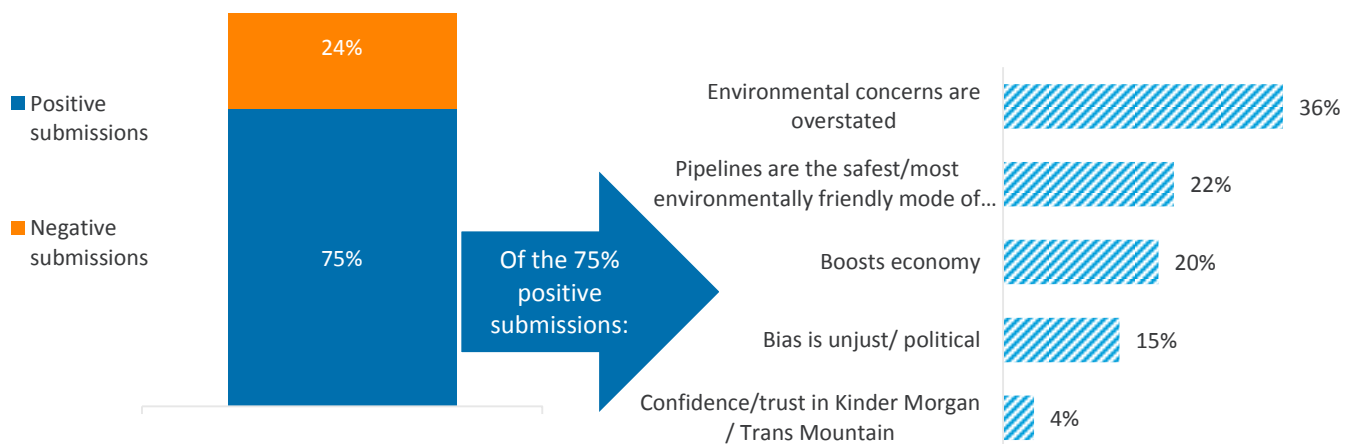 Positive
submissions
Negative
submissions
24%
75%
Of the 75%
positive
submissions:
Environmental concerns are
overstated
36%
Pipelines are the safest/most
environmentally friendly mode of…
22%
Boosts economy
20%
Bias is unjust/ political
15%
Confidence/trust in Kinder Morgan
/ Trans Mountain
4%